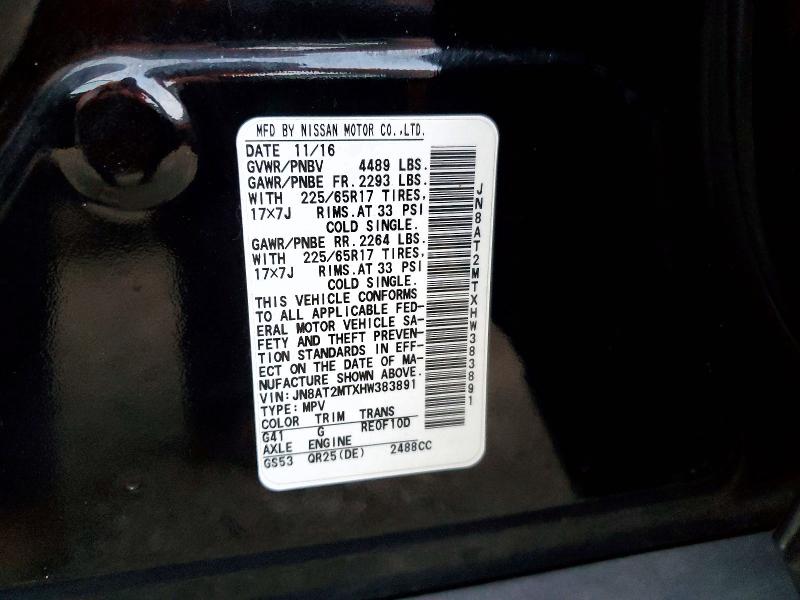 MFD BY NISSAN MOTOR CO.,LTD.
DATE 11/16
GVWR/PNBV 4489 LBS.
GAWR/PNBE FR. 2293 LBS.
WITH 225/65R17 TIRES,
17×7J RIMS.AT 33 PSI
COLD SINGLE.
GAWR/PNBE RR. 2264 LBS.
WITH 225/65R17 TIRES,
17×7J RIMS.AT 33 PSI
COLD SINGLE.
THIS VEHICLE CONFORMS
TO ALL APPLICABLE FED-
ERAL MOTOR VEHICLE SA-
FETY AND THEFT PREVEN-
TION STANDARDS IN EFF-
ECT ON THE DATE OF MA-
NUFACTURE SHOWN ABOVE.
VIN: JN8AT2MTXHW383891
TYPE: MPV
COLOR TRIM TRANS
G41 G RE0F10D
AXLE ENGINE
GS53 QR25(DE) 2488CC
JN8AT2MTXHW383891